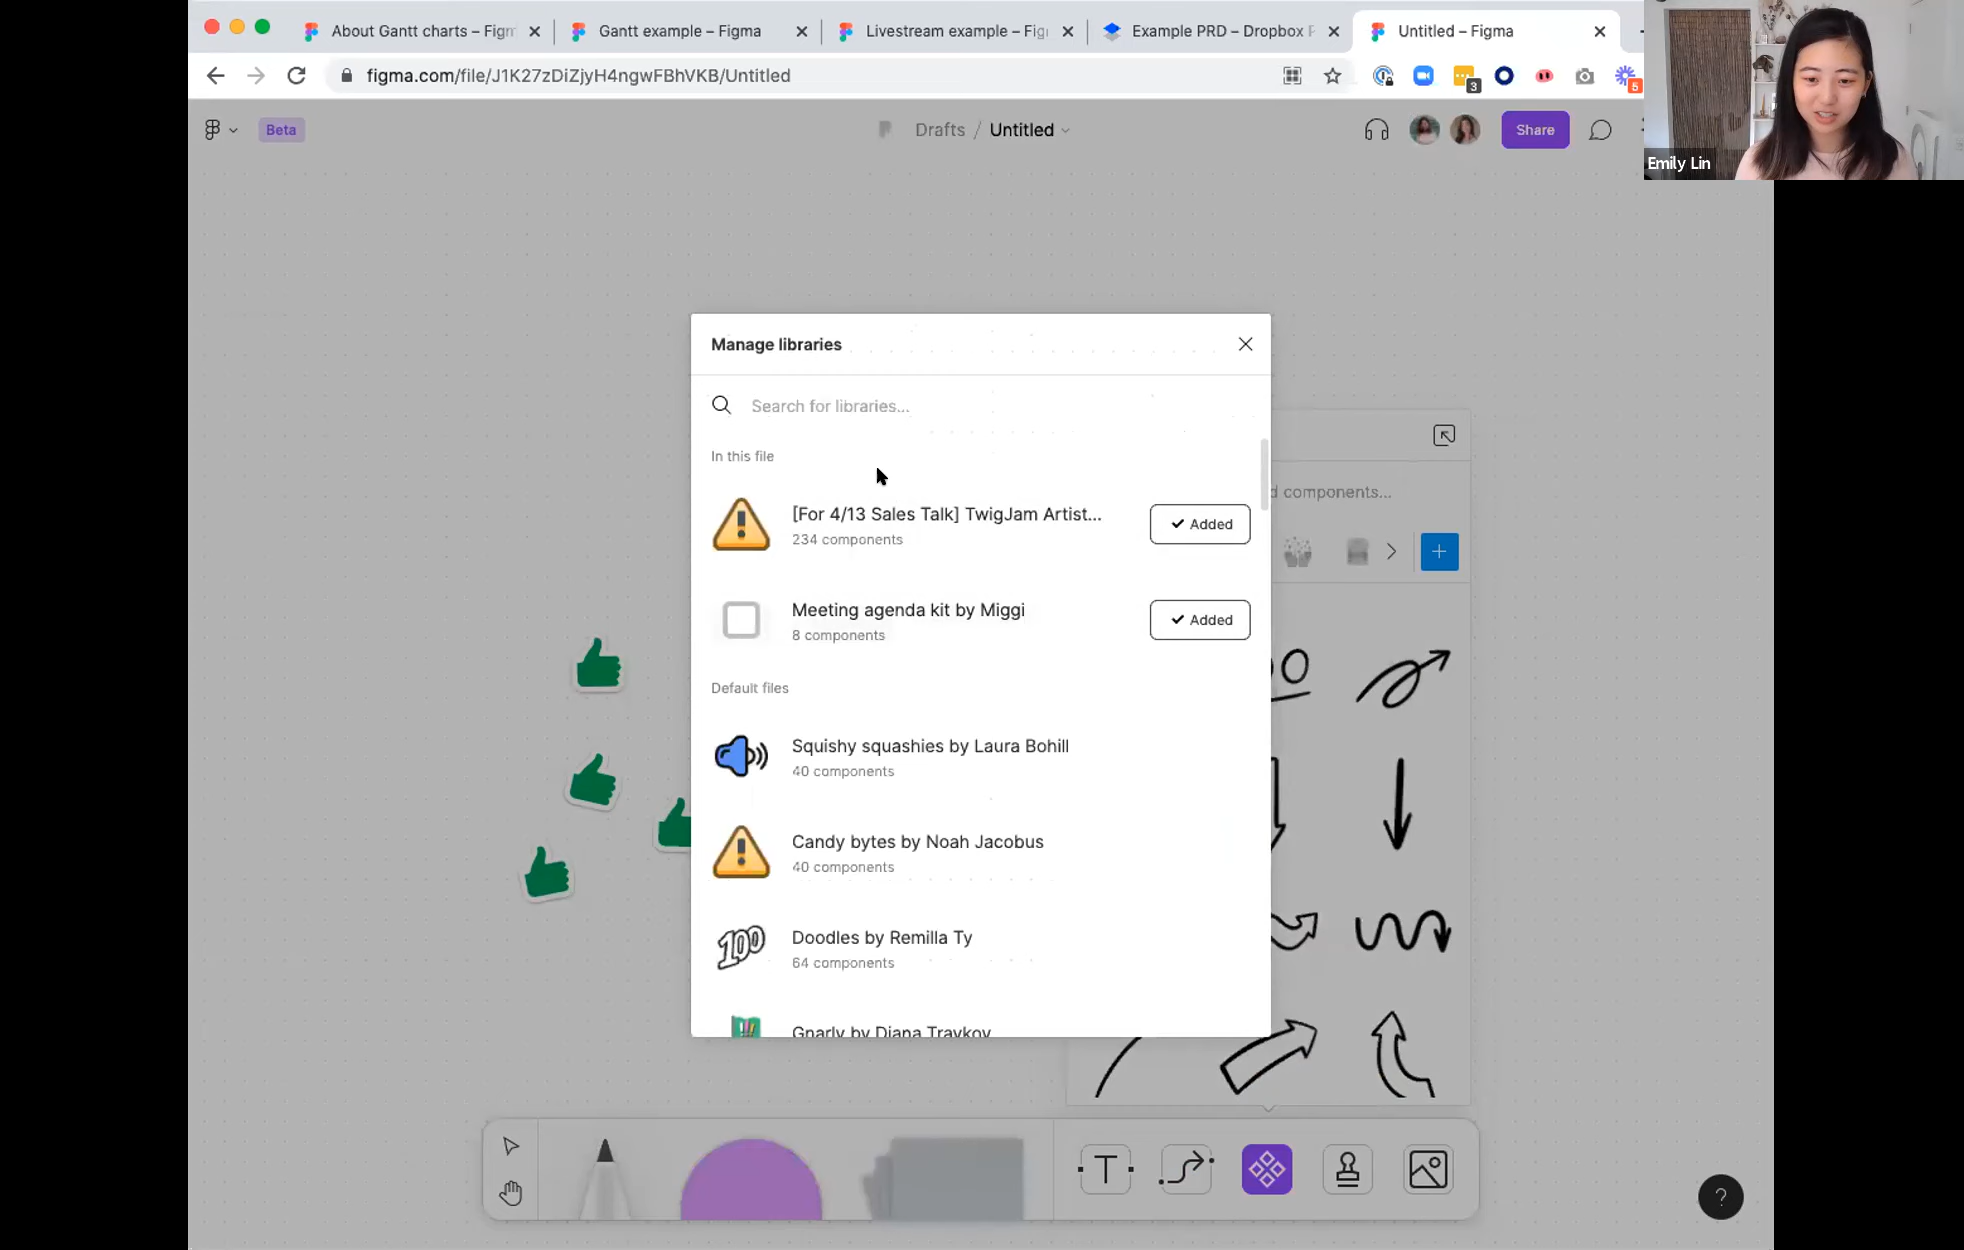 About Gantt charts – Figm
Gantt example – Figma
Livestream example – Fig
Example PRD – Dropbox P
Untitled – Figma
figma.com/file/J1K27zDiZjyH4ngwFBhVKB/Untitled
3
5
Emily Lin
Beta
Drafts / Untitled
Share
Manage libraries
Search for libraries...
In this file
[For 4/13 Sales Talk] TwigJam Artist...
234 components
Added
Meeting agenda kit by Miggi
8 components
Added
Default files
Squishy squashies by Laura Bohill
40 components
Candy bytes by Noah Jacobus
40 components
100
Doodles by Remilla Ty
64 components
Gnarly by Diana Traykov
d components...
T
?